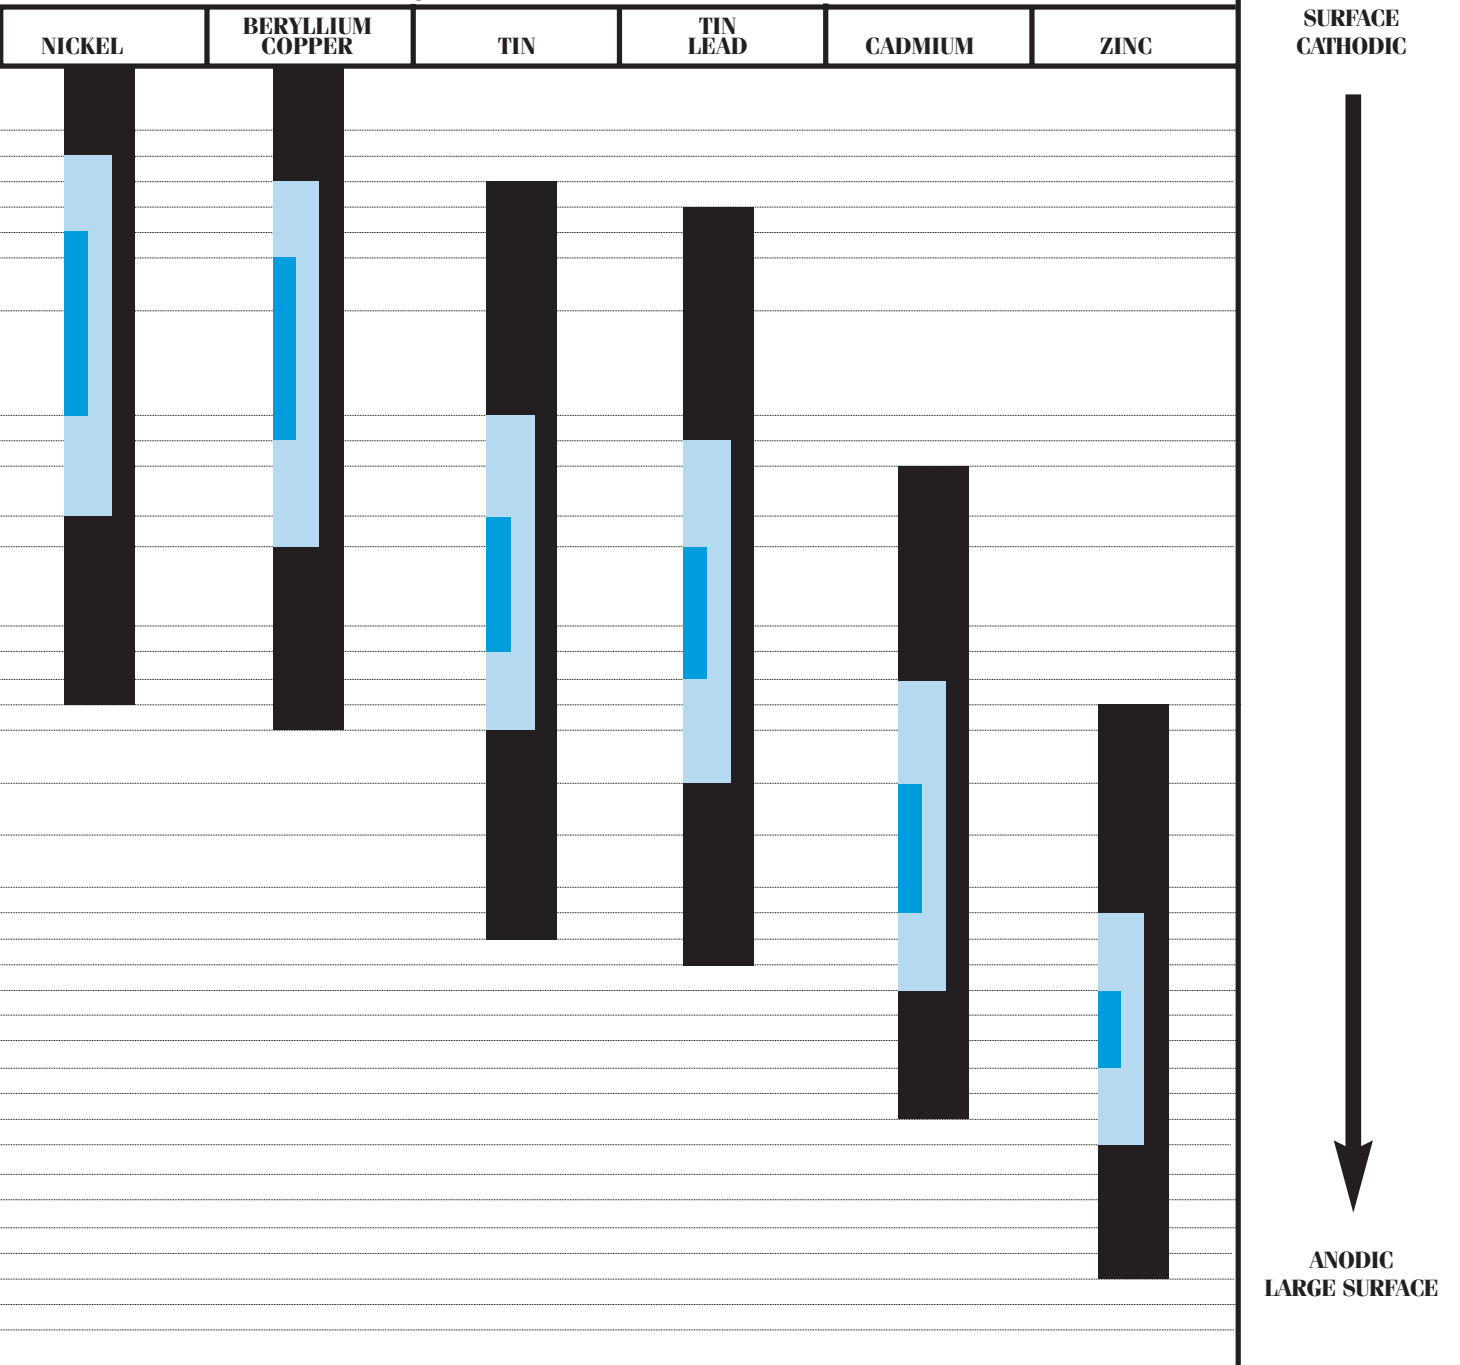 NICKEL
BERYLLIUM
COPPER
TIN
TIN
LEAD
CADMIUM
ZINC
SURFACE
CATHODIC
ANODIC
LARGE SURFACE